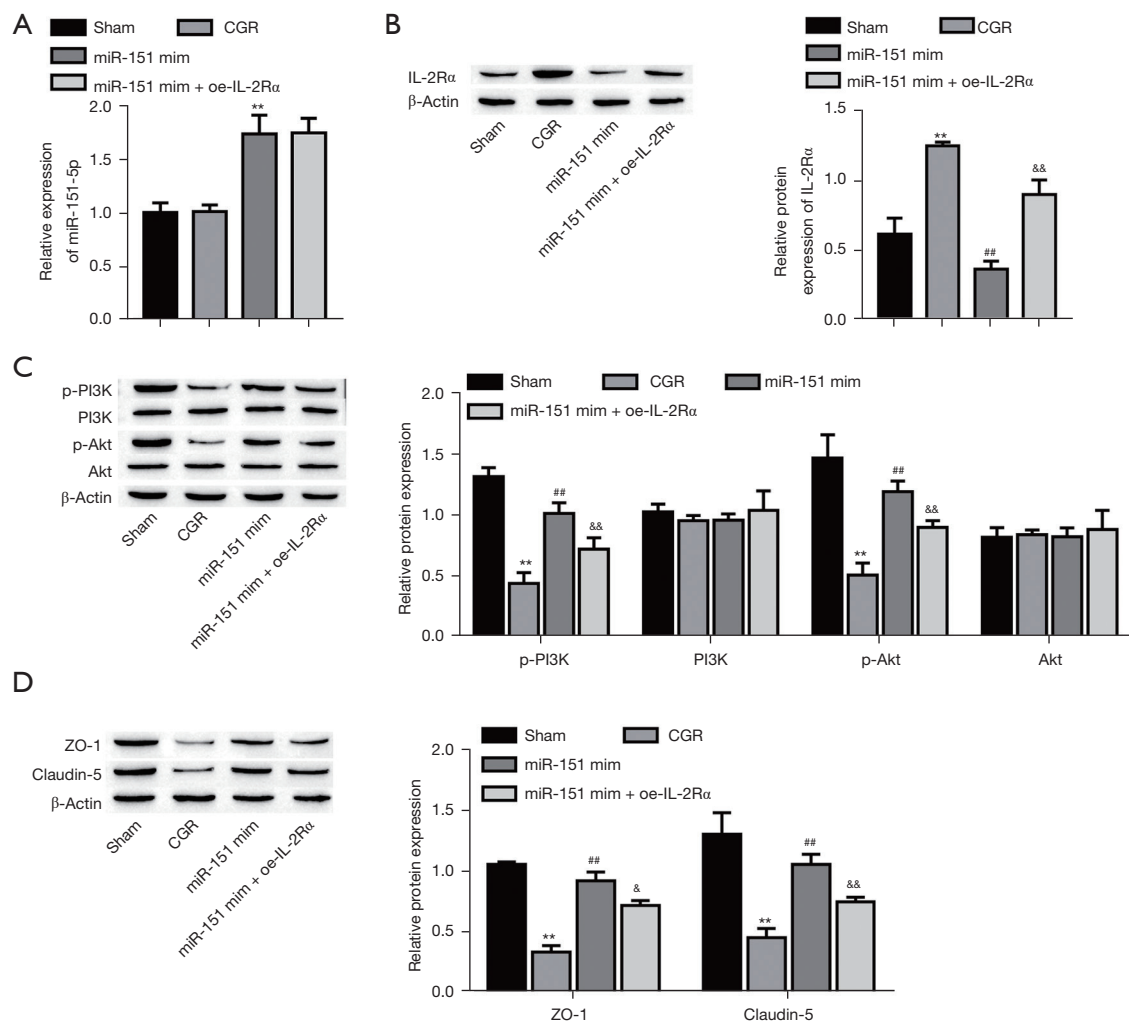 A
Sham
CGR
miR-151 mim
miR-151 mim + oe-IL-2Rα
Relative expression
of miR-151-5p
2.0
1.5
1.0
0.5
0.0
**
B
IL-2Rα
β-Actin
Sham
CGR
miR-151 mim
miR-151 mim + oe-IL-2Rα
Sham
CGR
miR-151 mim
miR-151 mim + oe-IL-2Rα
Relative protein
expression of IL-2Rα
1.5
1.0
0.5
0.0
**
##
&&
C
p-PI3K
PI3K
p-Akt
Akt
β-Actin
Sham
CGR
miR-151 mim
miR-151 mim + oe-IL-2Rα
Sham
CGR
miR-151 mim
miR-151 mim + oe-IL-2Rα
Relative protein expression
2.0
1.5
1.0
0.5
0.0
**
##
&&
**
##
&&
p-PI3K
PI3K
p-Akt
Akt
D
ZO-1
Claudin-5
β-Actin
Sham
CGR
miR-151 mim
miR-151 mim + oe-IL-2Rα
Sham
CGR
miR-151 mim
miR-151 mim + oe-IL-2Rα
Relative protein expression
2.0
1.5
1.0
0.5
0.0
**
##
&
**
##
&&
ZO-1
Claudin-5